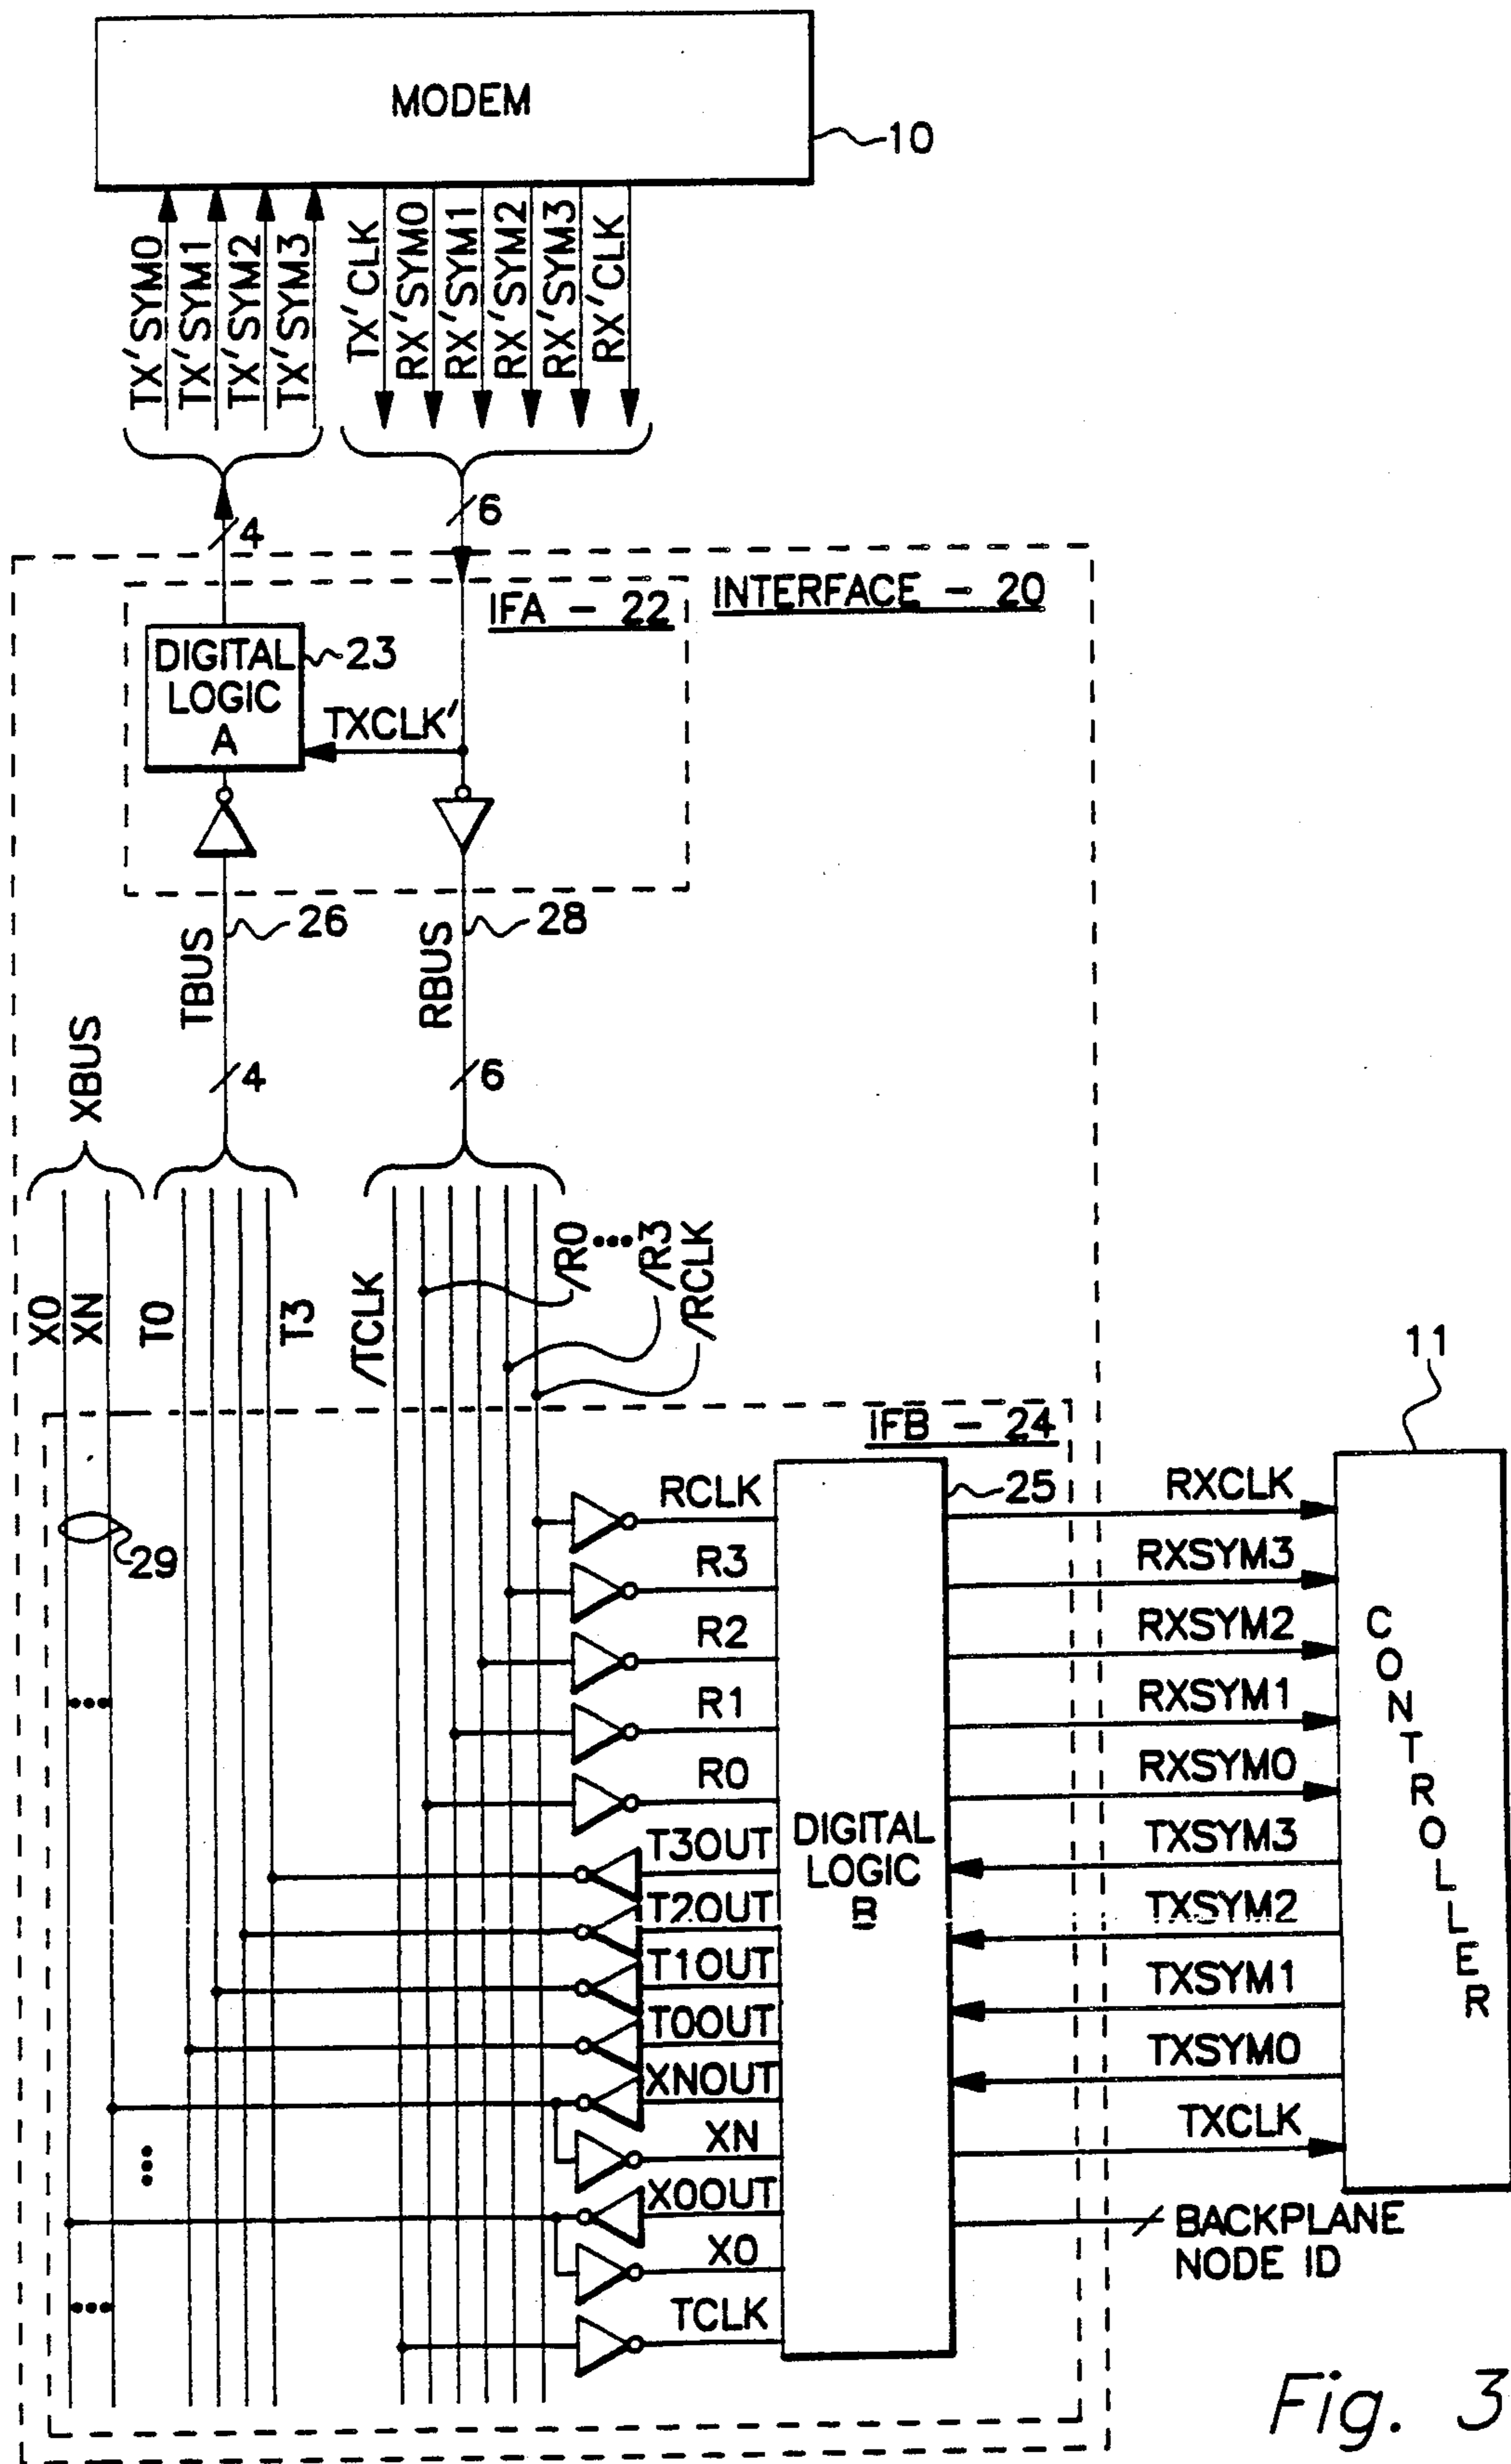 MODEM
10
TX'SYM0
TX'SYM1
TX'SYM2
TX'SYM3
TX'CLK
RX'SYM0
RX'SYM1
RX'SYM2
RX'SYM3
RX'CLK
4
6
INTERFACE - 20
IFA - 22
DIGITAL
LOGIC
A
23
TXCLK'
TBUS
26
RBUS
28
XBUS
4
6
X0
XN
T0
T3
/TCLK
/R0 ••• /R3
/RCLK
11
IFB - 24
25
29
•••
RCLK
R3
R2
R1
R0
T3OUT
T2OUT
T1OUT
T0OUT
XNOUT
XN
X0OUT
X0
TCLK
•••
•••
DIGITAL
LOGIC
B
RXCLK
RXSYM3
RXSYM2
RXSYM1
RXSYM0
TXSYM3
TXSYM2
TXSYM1
TXSYM0
TXCLK
BACKPLANE
NODE ID
CONTROLLER
Fig. 3